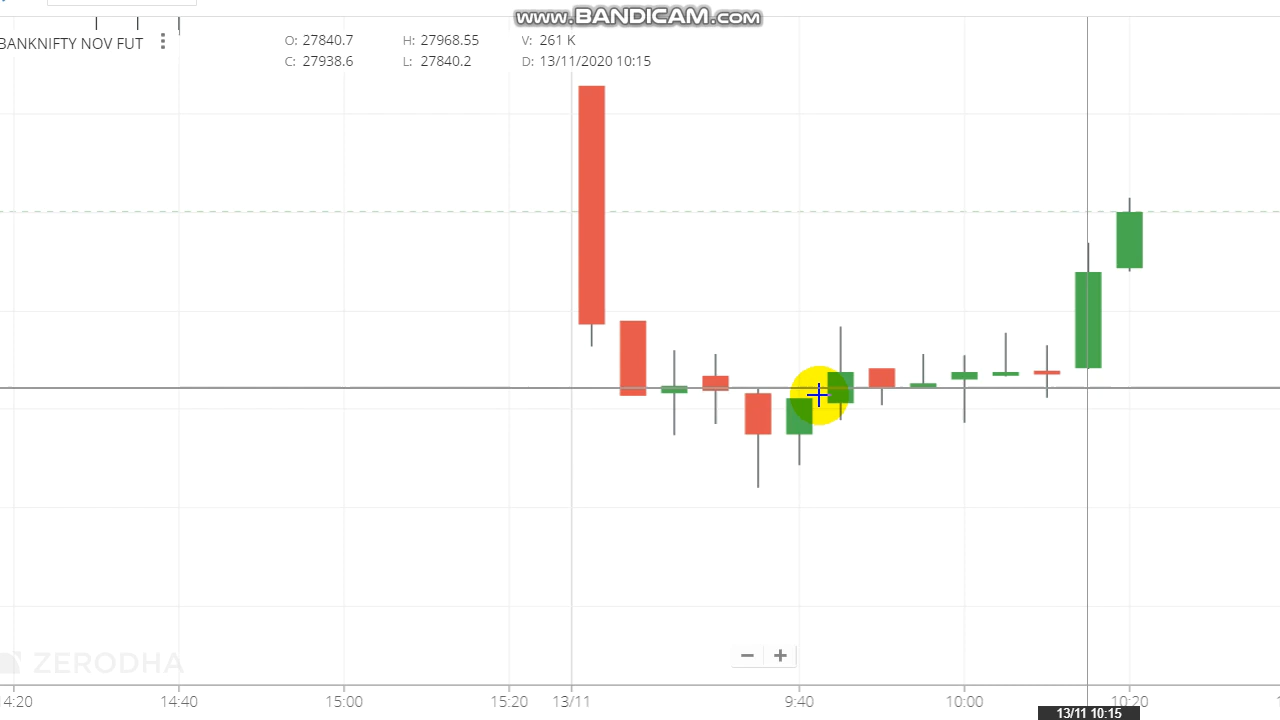 www.BANDICAM.com
BANKNIFTY NOV FUT
O: 27840.7 H: 27968.55 V: 261 K
C: 27938.6 L: 27840.2 D: 13/11/2020 10:15
ZERODHA
4:20 14:40 15:00 15:20 13/11 9:40 10:00 10:20
13/11 10:15